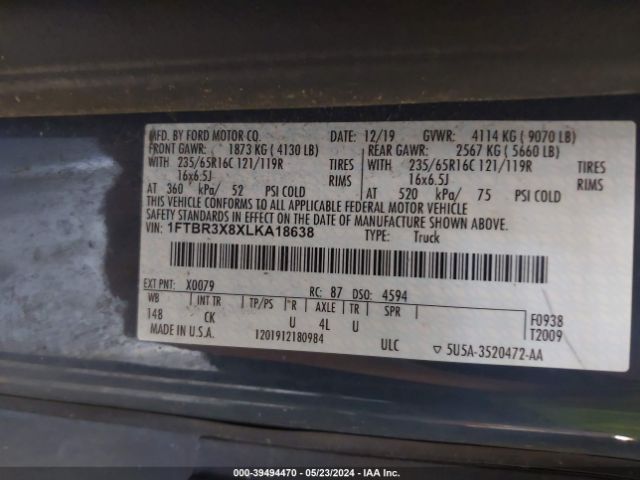 MFD. BY FORD MOTOR CO. DATE: 12/19 GVWR: 4114 KG ( 9070 LB)
FRONT GAWR: 1873 KG ( 4130 LB) REAR GAWR: 2567 KG ( 5660 LB)
WITH 235/65R16C 121/119R TIRES WITH 235/65R16C 121/119R TIRES
16x6.5J RIMS 16x6.5J RIMS
AT 360 kPa/ 52 PSI COLD AT 520 kPa/ 75 PSI COLD
THIS VEHICLE CONFORMS TO ALL APPLICABLE FEDERAL MOTOR VEHICLE
SAFETY STANDARDS IN EFFECT ON THE DATE OF MANUFACTURE SHOWN ABOVE.
VIN: 1FTBR3X8XLKA18638 TYPE: Truck
EXT PNT: X0079 RC: 87 DSO: 4594
WB INT TR TP/PS R AXLE TR SPR F0938
148 CK U 4L U T2009
MADE IN U.S.A. 1201912180984 ULC ▽ 5U5A-3520472-AA
000-39494470 - 05/23/2024 - IAA Inc.